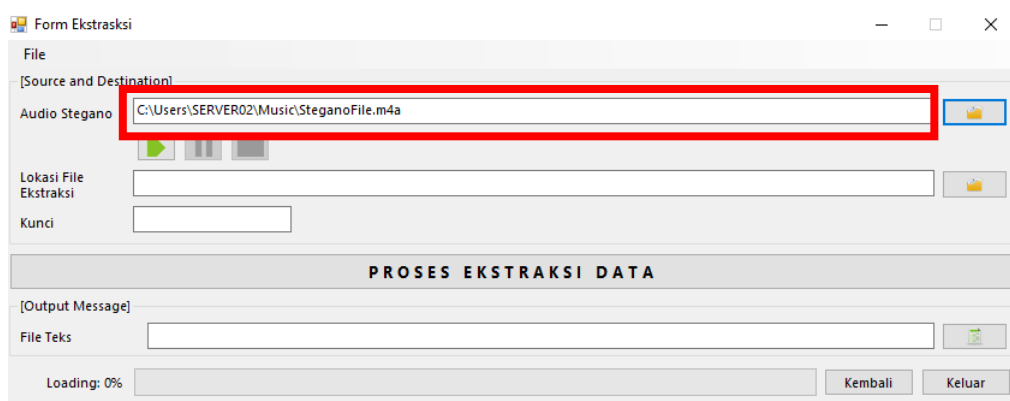 Form Ekstrasksi
File
[Source and Destination]
Audio Stegano
C:\Users\SERVER02\Music\SteganoFile.m4a
Lokasi File
Ekstraksi
Kunci
PROSES EKSTRAKSI DATA
[Output Message]
File Teks
Loading: 0%
Kembali
Keluar